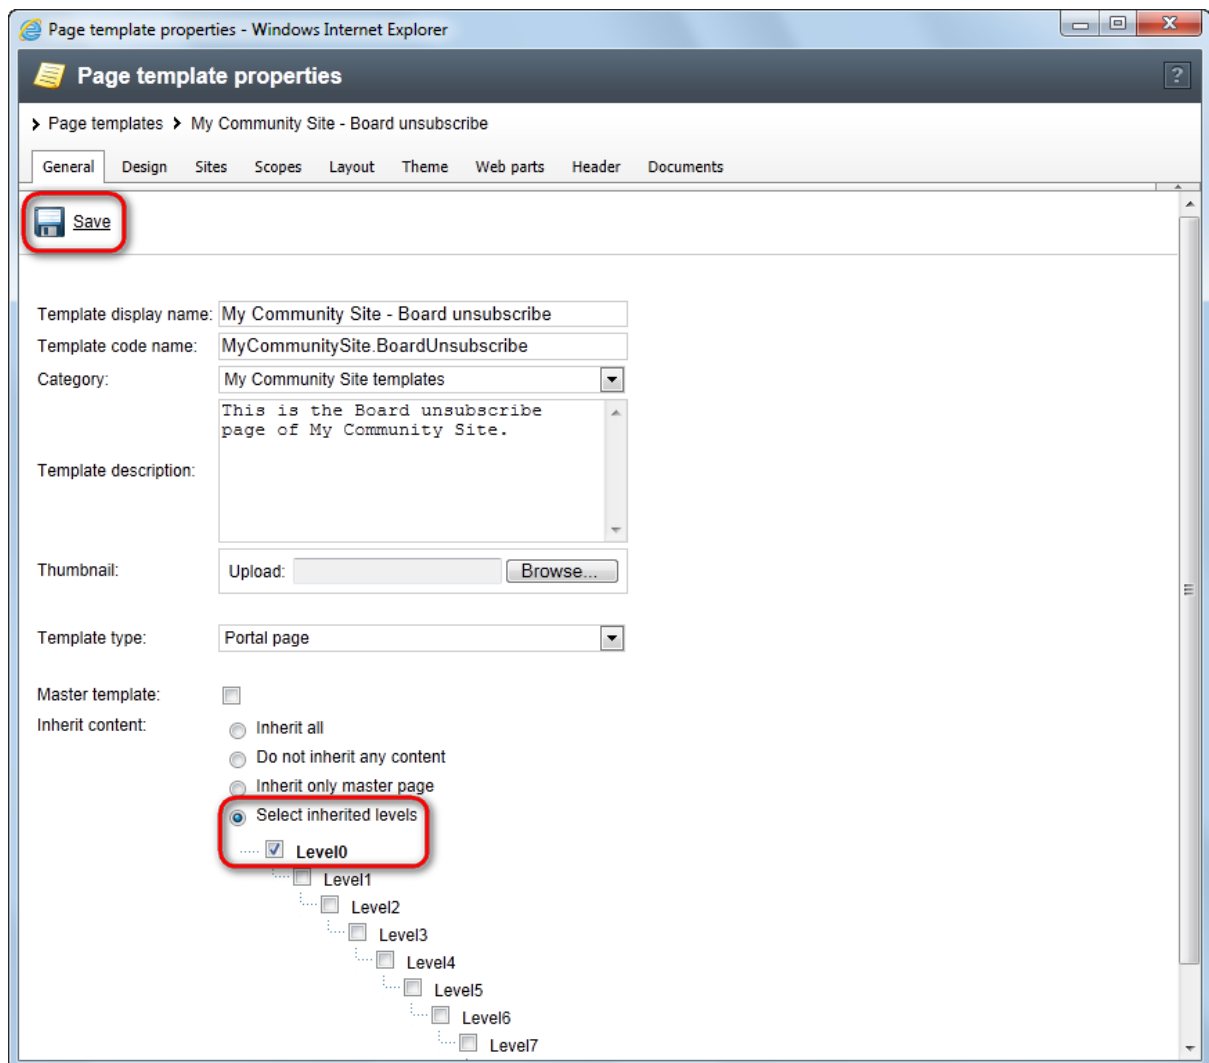 Page template properties - Windows Internet Explorer
Page template properties
?
Page templates > My Community Site - Board unsubscribe
General Design Sites Scopes Layout Theme Web parts Header Documents
Save
Template display name: My Community Site - Board unsubscribe
Template code name: MyCommunitySite.BoardUnsubscribe
Category: My Community Site templates
This is the Board unsubscribe
page of My Community Site.
Template description:
Thumbnail: Upload: Browse...
Template type: Portal page
Master template:
Inherit content: Inherit all
Do not inherit any content
Inherit only master page
Select inherited levels
Level0
Level1
Level2
Level3
Level4
Level5
Level6
Level7